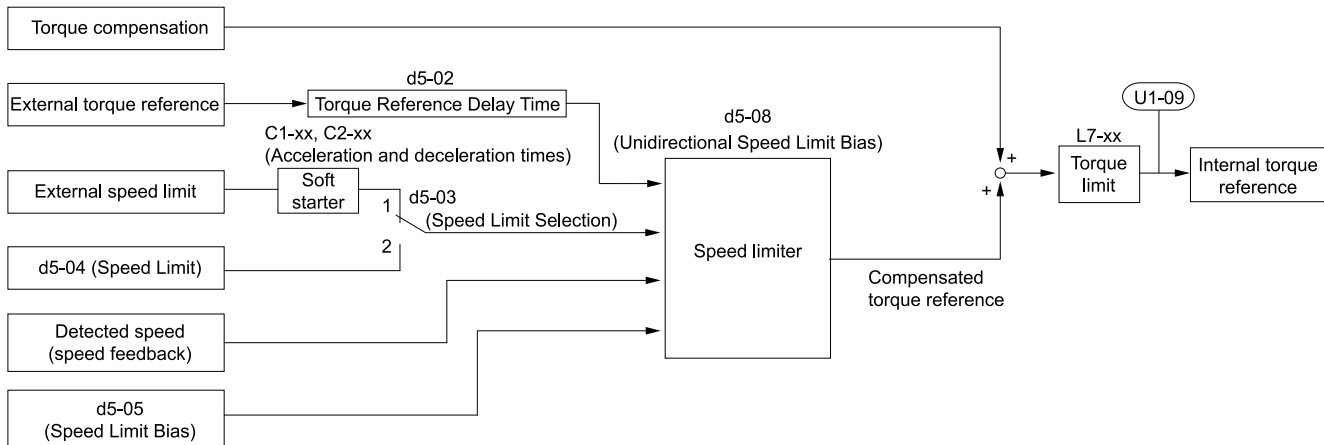 Torque compensation
External torque reference
d5-02
Torque Reference Delay Time
C1-xx, C2-xx
(Acceleration and deceleration times)
External speed limit
Soft
starter
1
2
d5-03
(Speed Limit Selection)
d5-04 (Speed Limit)
Detected speed
(speed feedback)
d5-05
(Speed Limit Bias)
d5-08
(Unidirectional Speed Limit Bias)
Speed limiter
Compensated
torque reference
+
+
L7-xx
Torque
limit
U1-09
Internal torque
reference